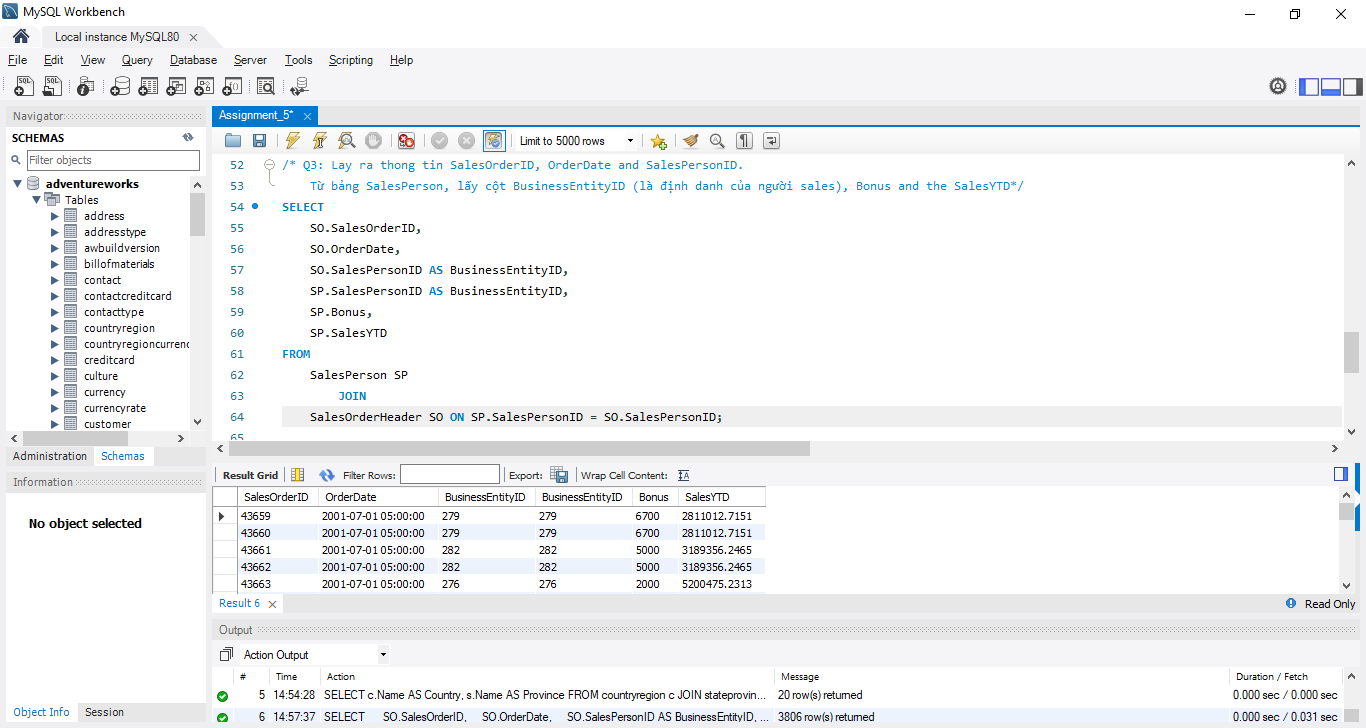 MySQL Workbench
Local instance MySQL80
File Edit View Query Database Server Tools Scripting Help
Navigator
SCHEMAS
Filter objects
adventureworks
Tables
address
addresstype
awbuildversion
billofmaterials
contact
contactcreditcard
contacttype
countryregion
countryregioncurrenc
creditcard
culture
currency
currencyrate
customer
Administration Schemas
Information
No object selected
Object Info Session
Assignment_5*
Limit to 5000 rows
52 /* Q3: Lay ra thong tin SalesOrderID, OrderDate and SalesPersonID.
53 Từ bảng SalesPerson, lấy cột BusinessEntityID (là định danh của người sales), Bonus and the SalesYTD*/
54 SELECT
55 SO.SalesOrderID,
56 SO.OrderDate,
57 SO.SalesPersonID AS BusinessEntityID,
58 SP.SalesPersonID AS BusinessEntityID,
59 SP.Bonus,
60 SP.SalesYTD
61 FROM
62 SalesPerson SP
63 JOIN
64 SalesOrderHeader SO ON SP.SalesPersonID = SO.SalesPersonID;
65
Result Grid Filter Rows: Export: Wrap Cell Content:
SalesOrderID OrderDate BusinessEntityID BusinessEntityID Bonus SalesYTD
43659 2001-07-01 05:00:00 279 279 6700 2811012.7151
43660 2001-07-01 05:00:00 279 279 6700 2811012.7151
43661 2001-07-01 05:00:00 282 282 5000 3189356.2465
43662 2001-07-01 05:00:00 282 282 5000 3189356.2465
43663 2001-07-01 05:00:00 276 276 2000 5200475.2313
Result 6 Read Only
Output
Action Output
# Time Action Message Duration / Fetch
5 14:54:28 SELECT c.Name AS Country, s.Name AS Province FROM countryregion c JOIN stateprovin... 20 row(s) returned 0.000 sec / 0.000 sec
6 14:57:37 SELECT SO.SalesOrderID, SO.OrderDate, SO.SalesPersonID AS BusinessEntityID, ... 3806 row(s) returned 0.000 sec / 0.031 sec